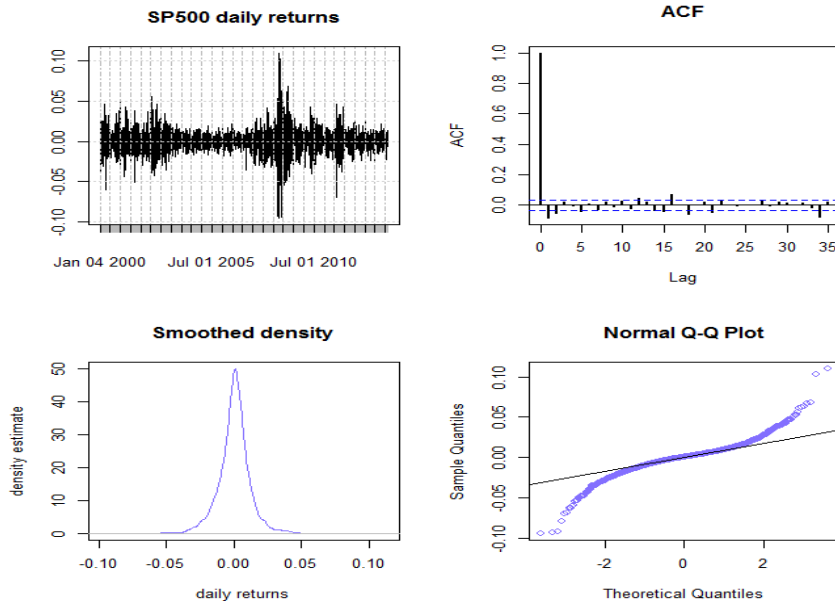 SP500 daily returns
0.10
0.05
0.00
-0.05
-0.10
Jan 04 2000 Jul 01 2005 Jul 01 2010
ACF
ACF
1.0
0.8
0.6
0.4
0.2
0.0
0 5 10 15 20 25 30 35
Lag
Smoothed density
density estimate
50
40
30
20
10
0
-0.10 -0.05 0.00 0.05 0.10
daily returns
Normal Q-Q Plot
Sample Quantiles
0.10
0.05
0.00
-0.05
-0.10
-2 0 2
Theoretical Quantiles